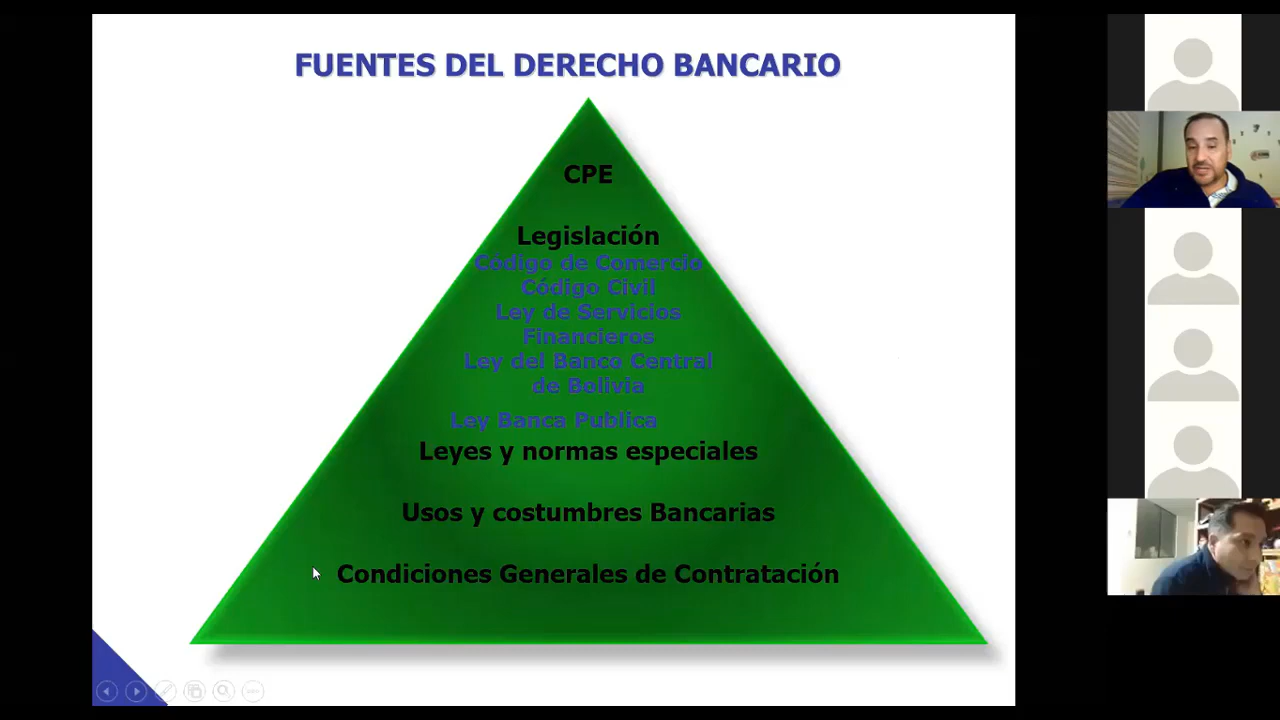 FUENTES DEL DERECHO BANCARIO
CPE
Legislación
Código de Comercio
Código Civil
Ley de Servicios
Financieros
Ley del Banco Central
de Bolivia
Ley Banca Publica
Leyes y normas especiales
Usos y costumbres Bancarias
Condiciones Generales de Contratación